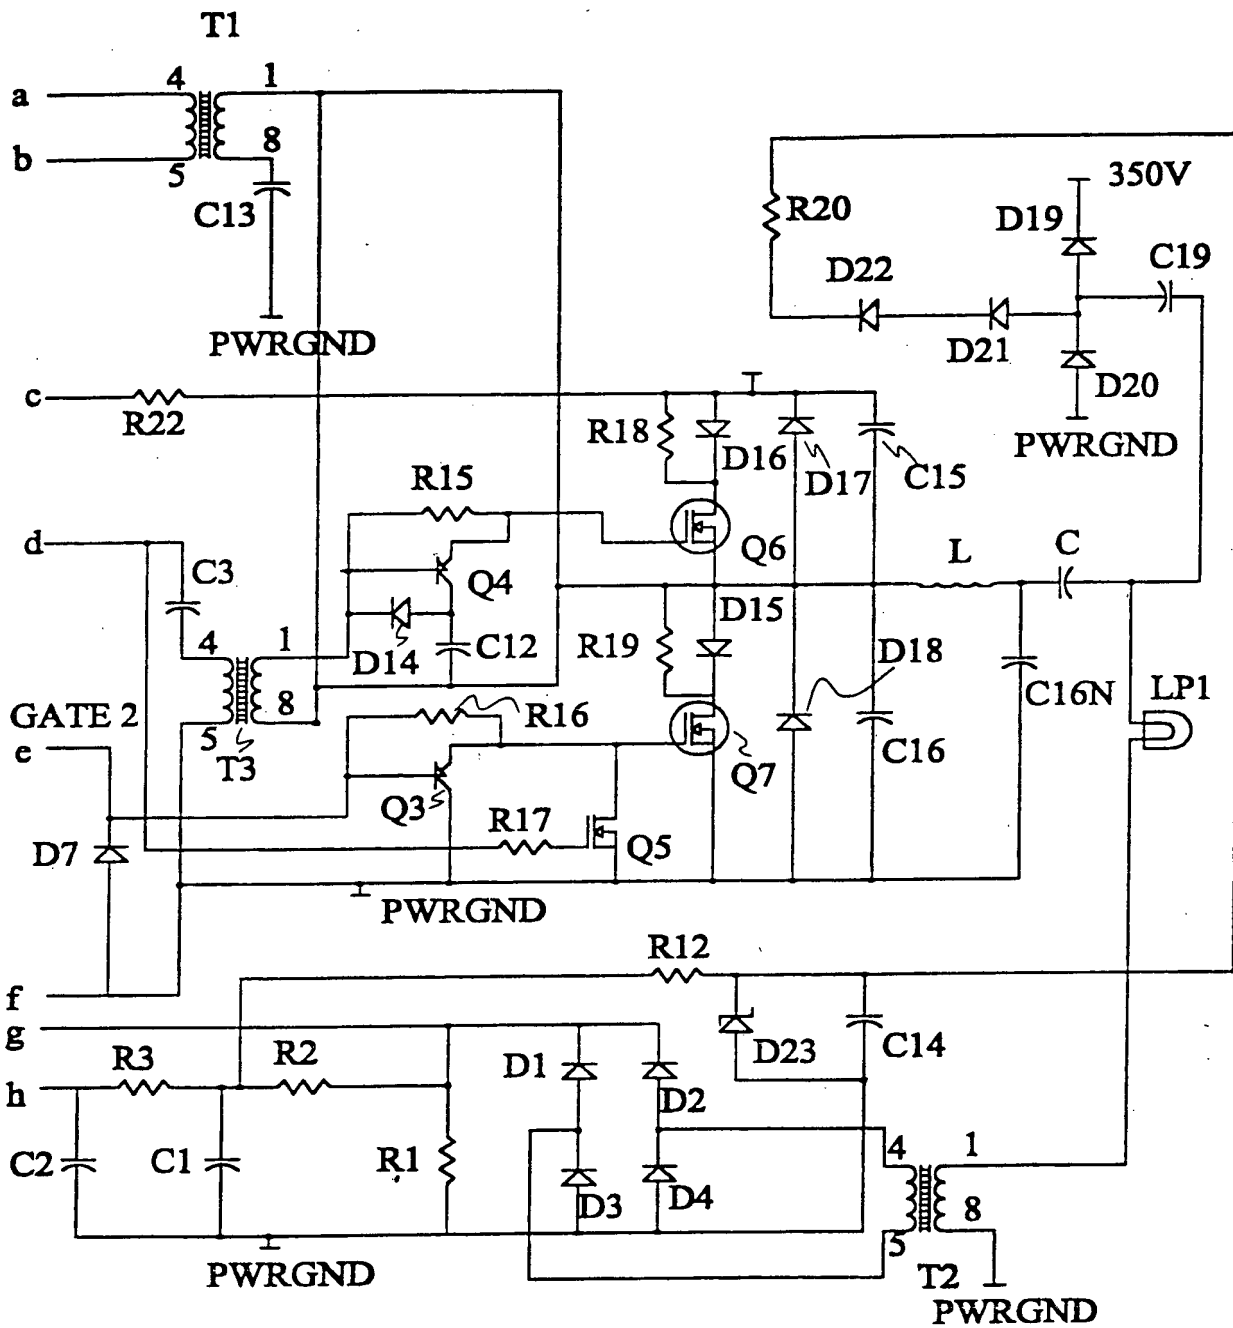 T1
4 1
a
b
5 8
C13
PWRGND
350V
R20
D19
C19
D22
D21
D20
PWRGND
c
R22
R18
D16
D17
C15
R15
d
Q6
L
C
C3
Q4
D15
4 1
D14
C12
R19
D18
C16N
LP1
8
GATE 2
5
R16
e
T3
Q7
C16
Q3
R17
D7
Q5
PWRGND
R12
f
g
D23
C14
R3
R2
D1
h
D2
C2
C1
R1
4 1
D3
D4
8
5
PWRGND
T2
PWRGND